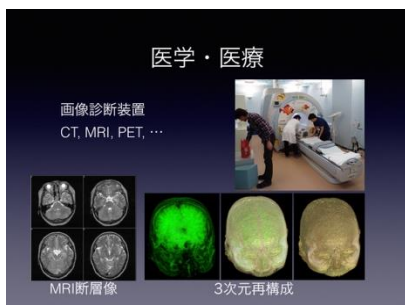 医学・医療
画像診断装置
CT, MRI, PET, …
MRI断層像
3次元再構成